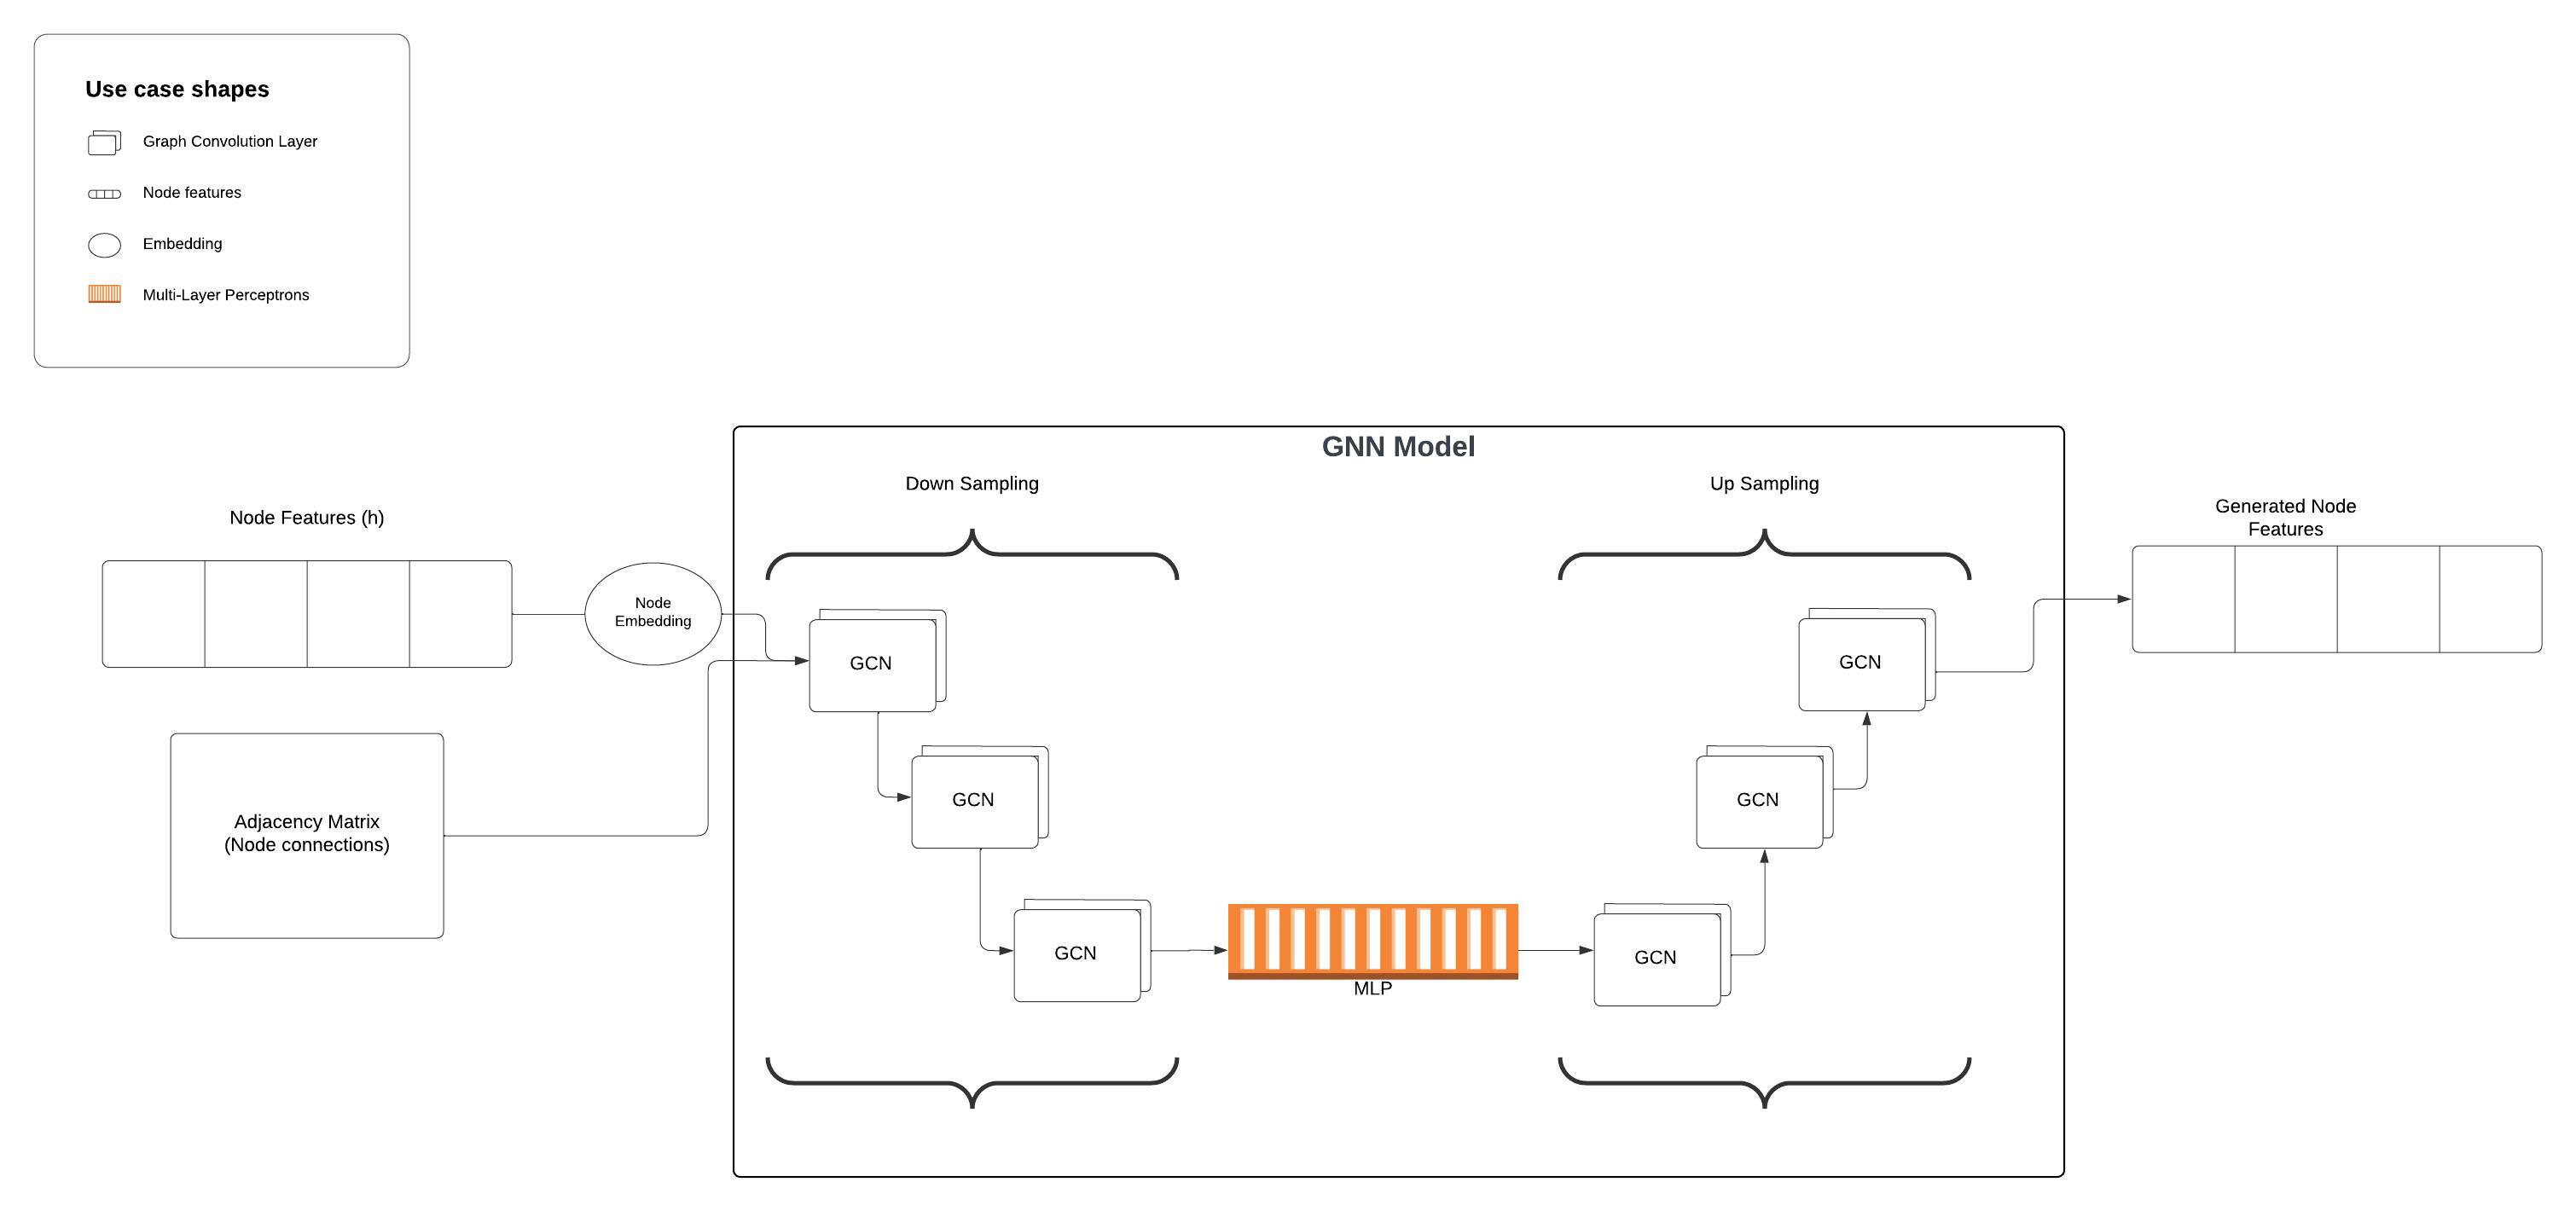 Use case shapes
Graph Convolution Layer
Node features
Embedding
Multi-Layer Perceptrons
GNN Model
Down Sampling
Up Sampling
Node Features (h)
Generated Node
Features
Node
Embedding
GCN
GCN
Adjacency Matrix
(Node connections)
GCN
GCN
GCN
GCN
MLP